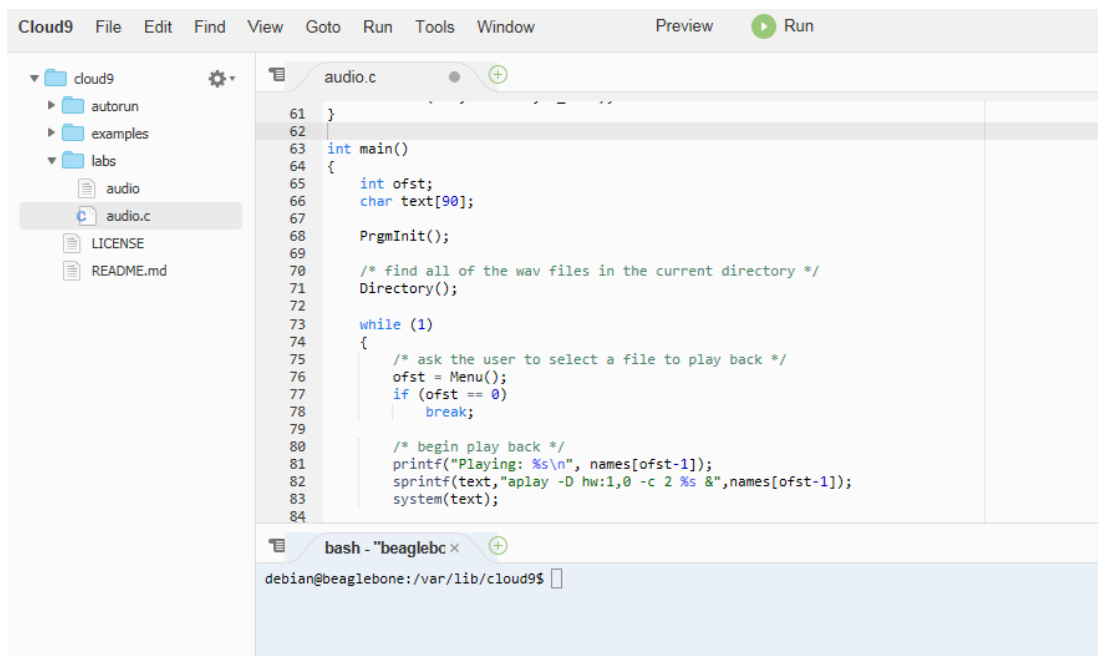 Cloud9 File Edit Find View Goto Run Tools Window Preview Run
cloud9
autorun
examples
labs
audio
audio.c
LICENSE
README.md
audio.c
61 }
62
63 int main()
64 {
65     int ofst;
66     char text[90];
67
68     PrgmInit();
69
70     /* find all of the wav files in the current directory */
71     Directory();
72
73     while (1)
74     {
75         /* ask the user to select a file to play back */
76         ofst = Menu();
77         if (ofst == 0)
78             break;
79
80         /* begin play back */
81         printf("Playing: %s\n", names[ofst-1]);
82         sprintf(text,"aplay -D hw:1,0 -c 2 %s &",names[ofst-1]);
83         system(text);
84
bash - "beaglebc
debian@beaglebone:/var/lib/cloud9$